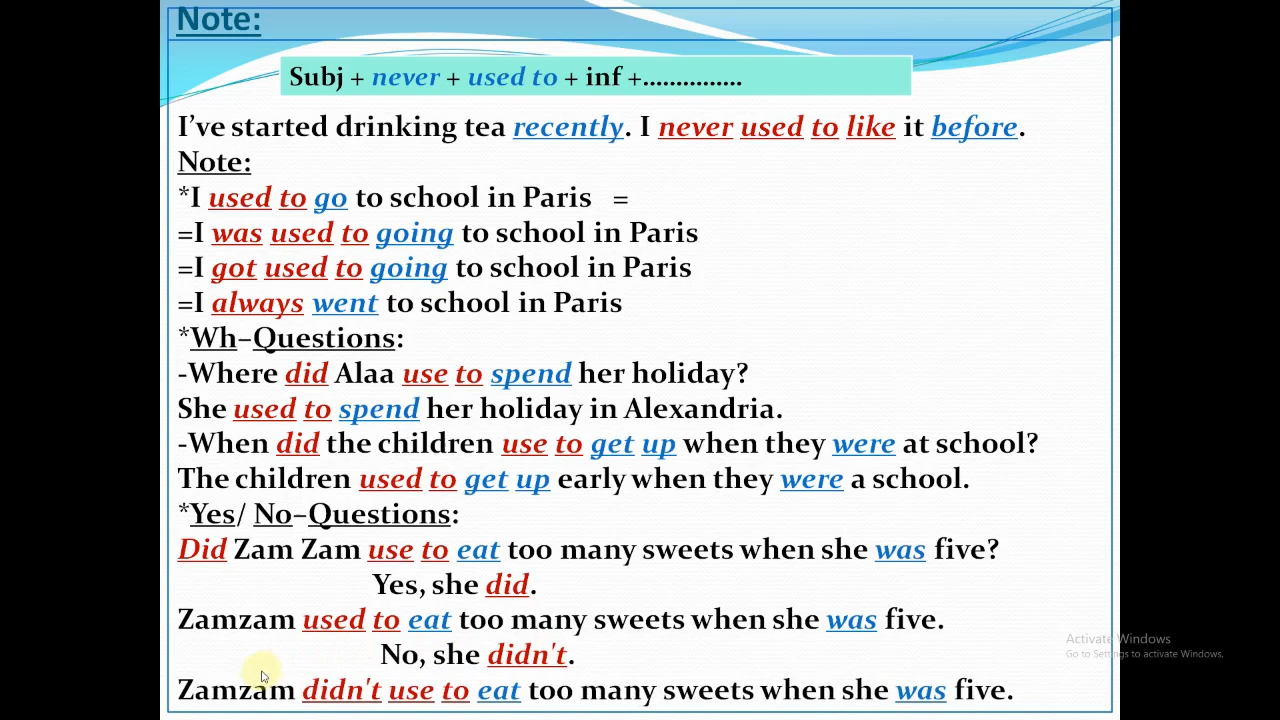 Note:
Subj + never + used to + inf +...............
I’ve started drinking tea recently. I never used to like it before.
Note:
*I used to go to school in Paris =
=I was used to going to school in Paris
=I got used to going to school in Paris
=I always went to school in Paris
*Wh–Questions:
-Where did Alaa use to spend her holiday?
She used to spend her holiday in Alexandria.
-When did the children use to get up when they were at school?
The children used to get up early when they were a school.
*Yes/ No–Questions:
Did Zam Zam use to eat too many sweets when she was five?
Yes, she did.
Zamzam used to eat too many sweets when she was five.
No, she didn't.
Zamzam didn't use to eat too many sweets when she was five.
Activate Windows
Go to Settings to activate Windows.